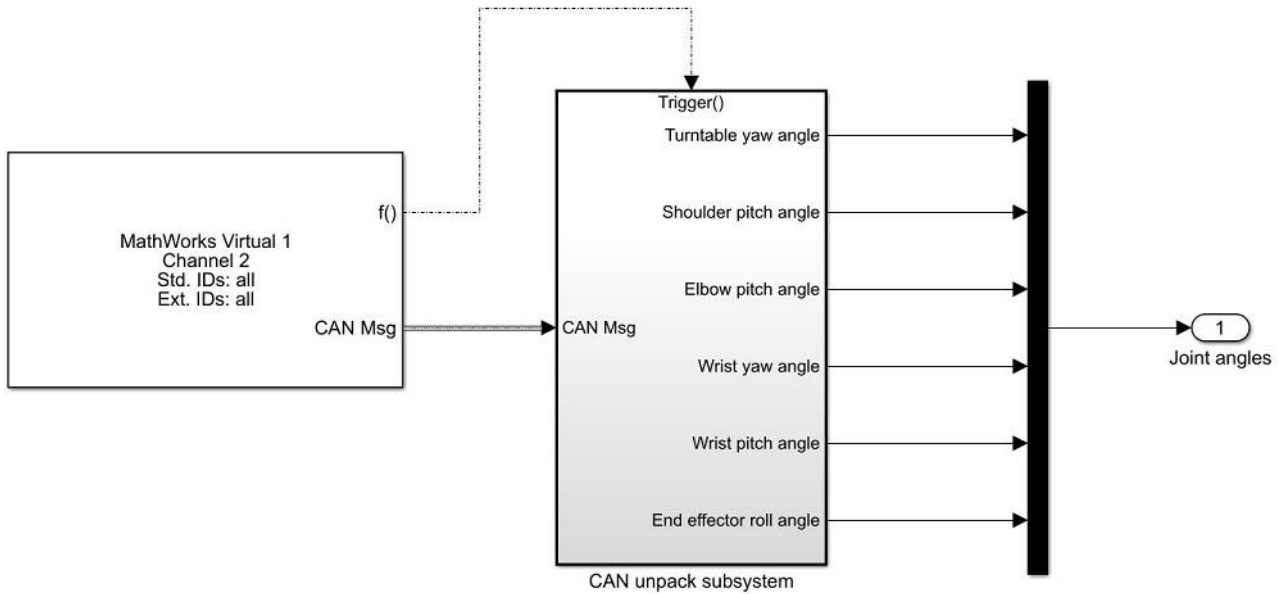 f()
MathWorks Virtual 1
Channel 2
Std. IDs: all
Ext. IDs: all
CAN Msg
Trigger()
Turntable yaw angle
Shoulder pitch angle
Elbow pitch angle
CAN Msg
Wrist yaw angle
Wrist pitch angle
End effector roll angle
CAN unpack subsystem
1
Joint angles